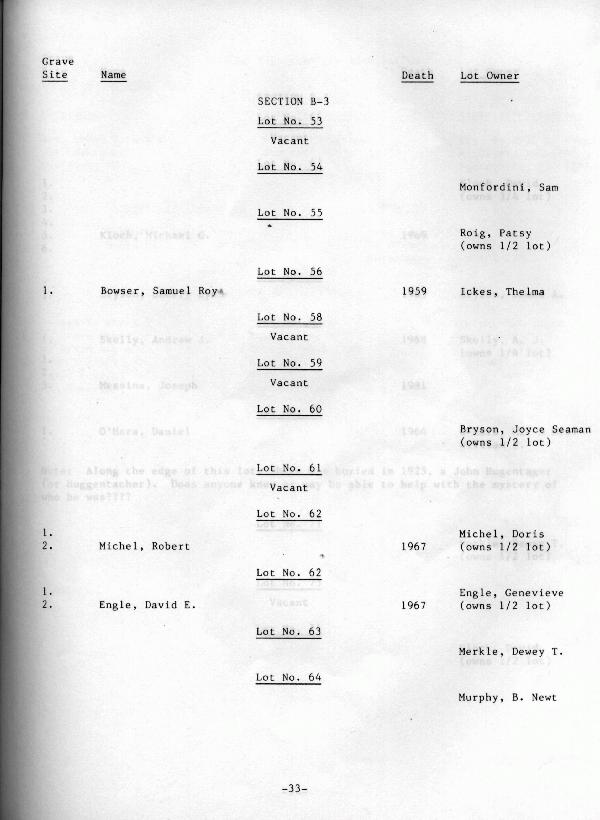 Grave
Site Name Death Lot Owner
SECTION B-3
Lot No. 53
Vacant
Lot No. 54
Monfordini, Sam
Lot No. 55
Roig, Patsy
(owns 1/2 lot)
Lot No. 56
1. Bowser, Samuel Roy 1959 Ickes, Thelma
Lot No. 58
Vacant
Lot No. 59
Vacant
Lot No. 60
Bryson, Joyce Seaman
(owns 1/2 lot)
Lot No. 61
Vacant
Lot No. 62
1. Michel, Doris
2. Michel, Robert 1967 (owns 1/2 lot)
Lot No. 62
1. Engle, Genevieve
2. Engle, David E. 1967 (owns 1/2 lot)
Lot No. 63
Merkle, Dewey T.
Lot No. 64
Murphy, B. Newt
-33-